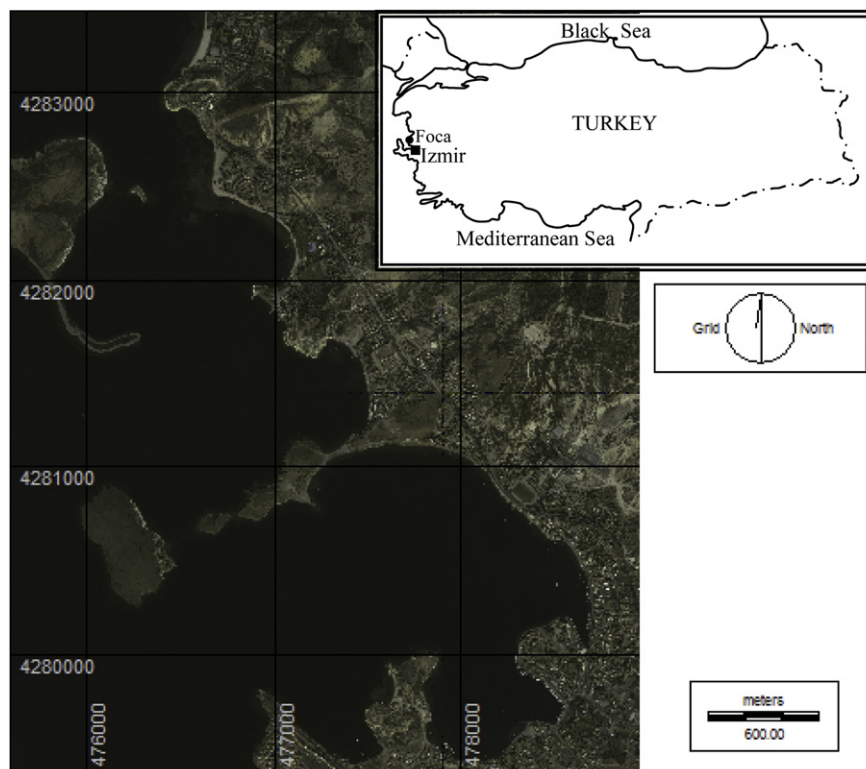 Black Sea
4283000
TURKEY
Foca
Izmir
Mediterranean Sea
4282000
Grid North
4281000
4280000
meters
600.00
476000
477000
478000